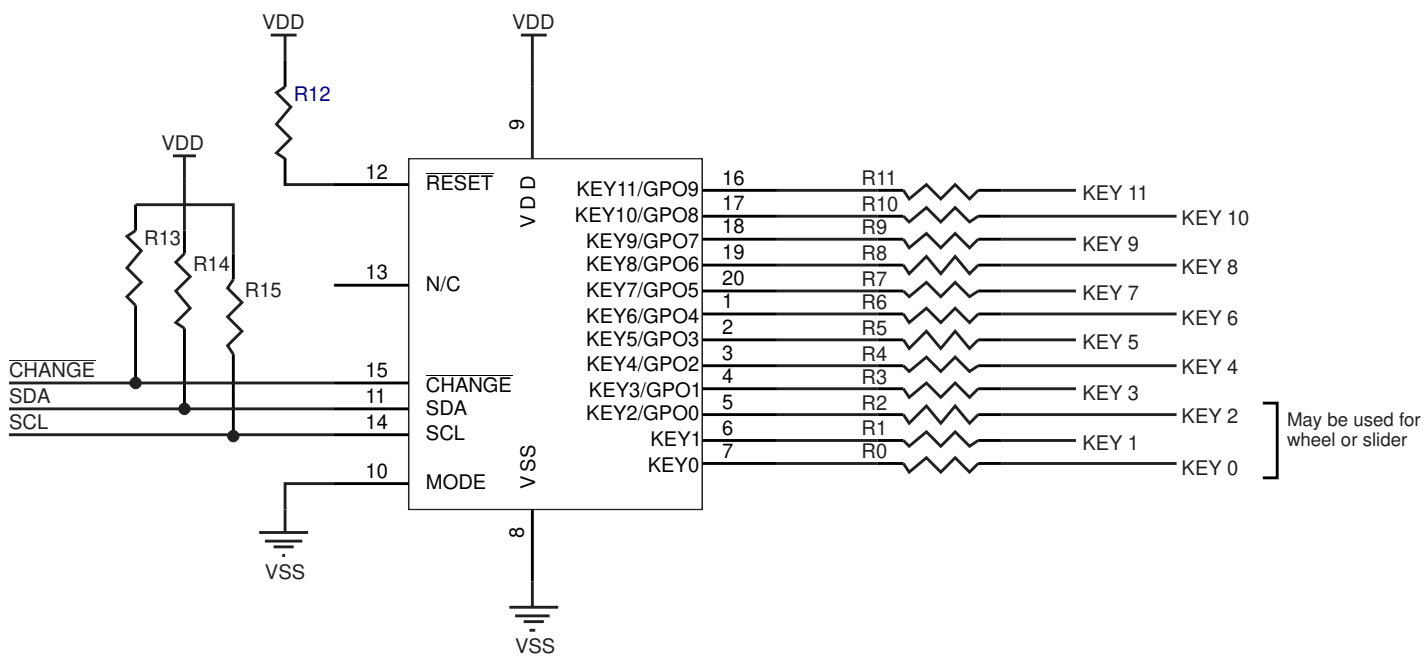 VDD
VDD
R12
9
VDD
12
RESET
VDD
KEY11/GPO9
16
R11
KEY 11
KEY10/GPO8
17
R10
KEY 10
R13
KEY9/GPO7
18
R9
KEY 9
R14
13
N/C
KEY8/GPO6
19
R8
KEY 8
R15
KEY7/GPO5
20
R7
KEY 7
KEY6/GPO4
1
R6
KEY 6
KEY5/GPO3
2
R5
KEY 5
KEY4/GPO2
3
R4
KEY 4
CHANGE
15
CHANGE
KEY3/GPO1
4
R3
KEY 3
SDA
11
SDA
KEY2/GPO0
5
R2
KEY 2
SCL
14
SCL
KEY1
6
R1
KEY 1
May be used for
wheel or slider
VSS
KEY0
7
R0
KEY 0
10
MODE
8
VSS
VSS